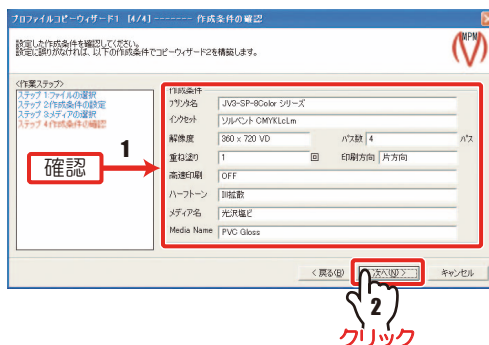 プロファイルコピーウィザード1 [4/4] ------- 作成条件の確認
設定した作成条件を確認してください。
設定に誤りがなければ、以下の作成条件でコピーウィザード2を構築します。
MPM
<作業ステップ>
ステップ 1:ファイルの選択
ステップ 2:作成条件の設定
ステップ 3:メディアの選択
ステップ 4:作成条件の確認
確認
1
作成条件
プリンタ名 JV3-SP-8Color シリーズ
インクセット ソルベント CMYKLcLm
解像度 360 x 720 VD パス数 4 パス
重ね塗り 1 回 印刷方向 片方向
高速印刷 OFF
ハーフトーン 誤拡散
メディア名 光沢塩ビ
Media Name PVC Gloss
< 戻る(B) 次へ(N) > キャンセル
2
クリック